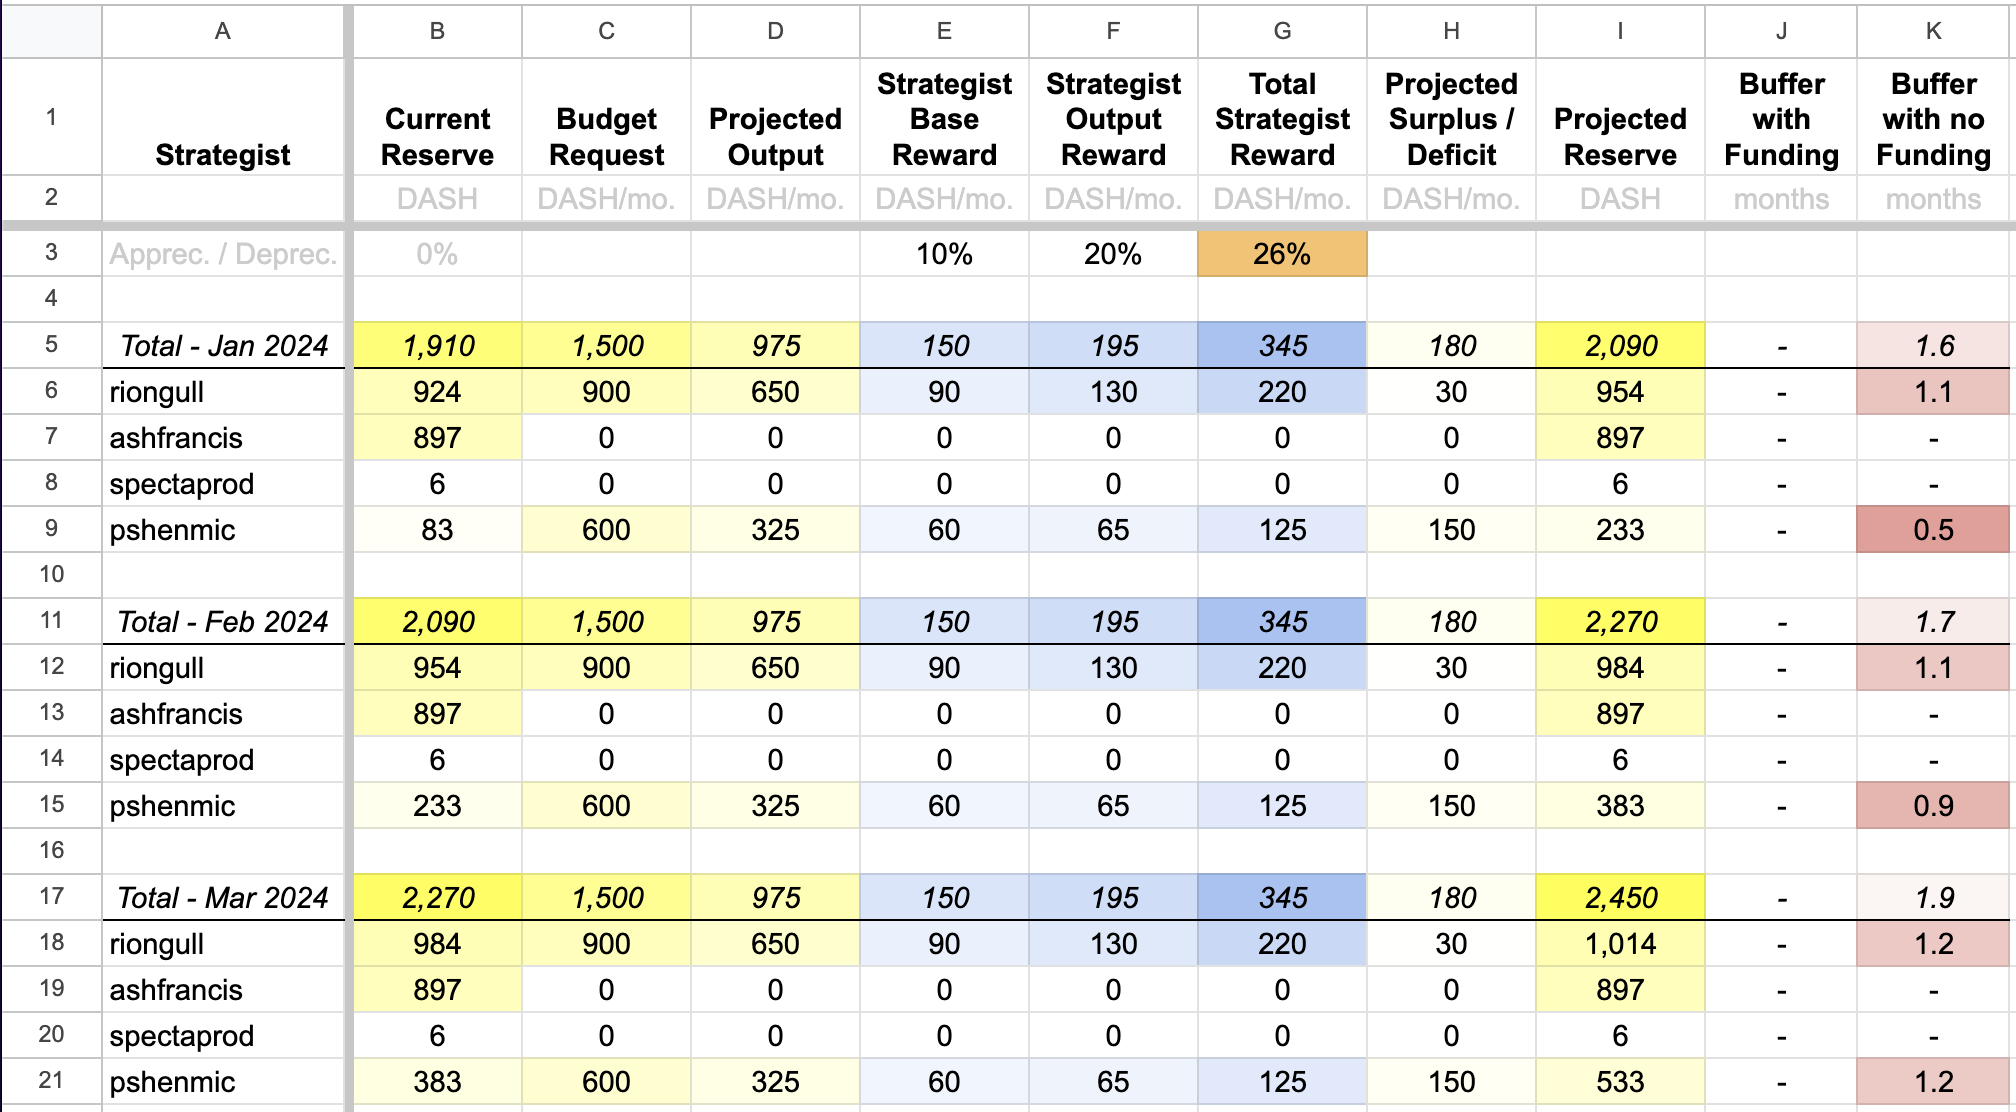 A B C D E F G H I J K
1 Strategist Current Reserve Budget Request Projected Output Strategist Base Reward Strategist Output Reward Total Strategist Reward Projected Surplus / Deficit Projected Reserve Buffer with Funding Buffer with no Funding
2 DASH DASH/mo. DASH/mo. DASH/mo. DASH/mo. DASH/mo. DASH/mo. DASH months months
3 Apprec. / Deprec. 0% 10% 20% 26%
4
5 Total - Jan 2024 1,910 1,500 975 150 195 345 180 2,090 - 1.6
6 riongull 924 900 650 90 130 220 30 954 - 1.1
7 ashfrancis 897 0 0 0 0 0 0 897 - -
8 spectaprod 6 0 0 0 0 0 0 6 - -
9 pshenmic 83 600 325 60 65 125 150 233 - 0.5
10
11 Total - Feb 2024 2,090 1,500 975 150 195 345 180 2,270 - 1.7
12 riongull 954 900 650 90 130 220 30 984 - 1.1
13 ashfrancis 897 0 0 0 0 0 0 897 - -
14 spectaprod 6 0 0 0 0 0 0 6 - -
15 pshenmic 233 600 325 60 65 125 150 383 - 0.9
16
17 Total - Mar 2024 2,270 1,500 975 150 195 345 180 2,450 - 1.9
18 riongull 984 900 650 90 130 220 30 1,014 - 1.2
19 ashfrancis 897 0 0 0 0 0 0 897 - -
20 spectaprod 6 0 0 0 0 0 0 6 - -
21 pshenmic 383 600 325 60 65 125 150 533 - 1.2